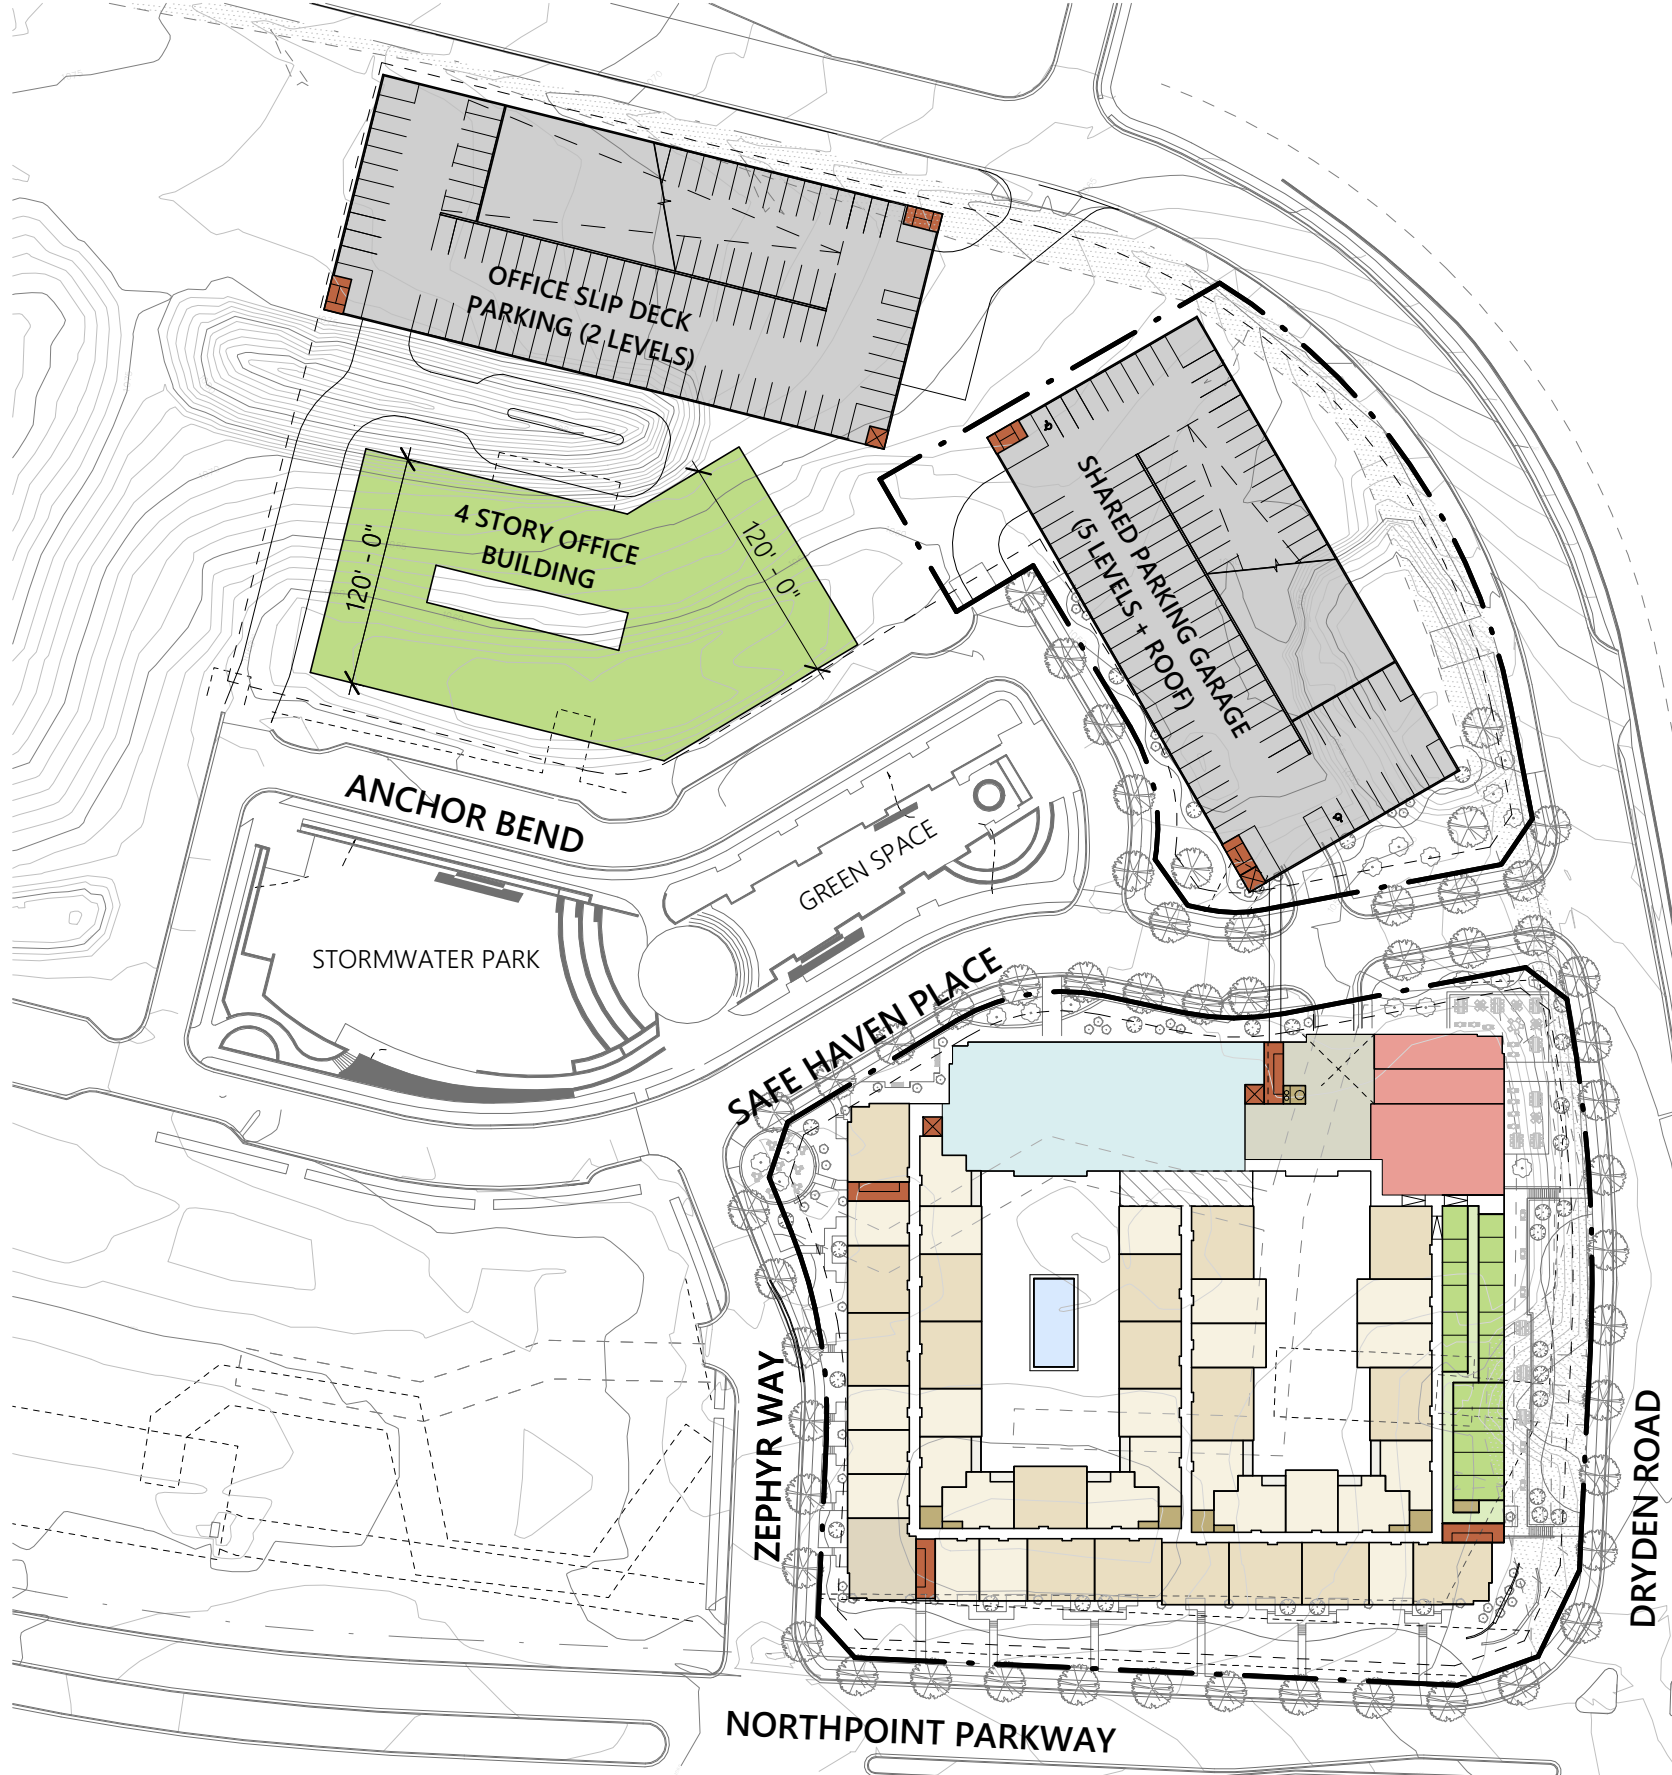 OFFICE SLIP DECK
PARKING (2 LEVELS)
4 STORY OFFICE
BUILDING
120' - 0"
120' - 0"
SHARED PARKING GARAGE
(5 LEVELS + ROOF)
ANCHOR BEND
GREEN SPACE
STORMWATER PARK
SAFE HAVEN PLACE
ZEPHYR WAY
DRYDEN ROAD
NORTHPOINT PARKWAY